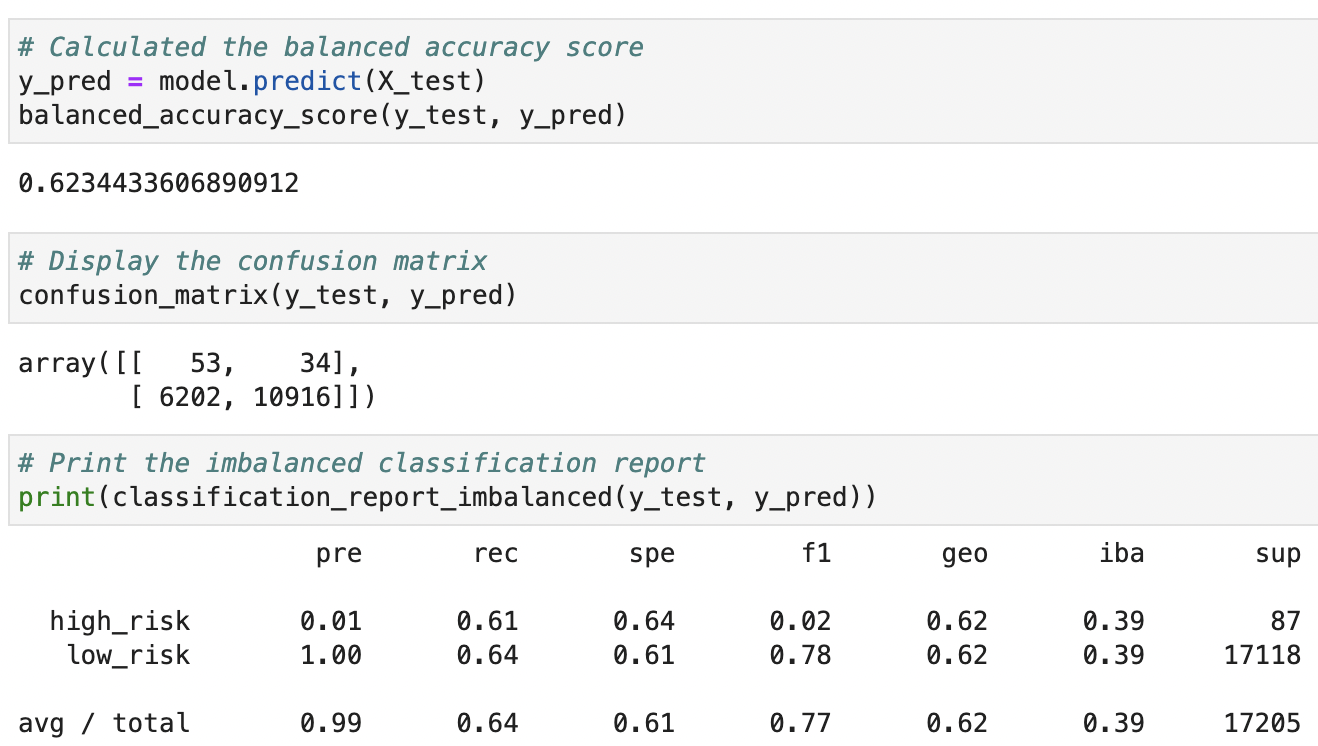 # Calculated the balanced accuracy score
y_pred = model.predict(X_test)
balanced_accuracy_score(y_test, y_pred)
0.6234433606890912
# Display the confusion matrix
confusion_matrix(y_test, y_pred)
array([[   53,    34],
       [ 6202, 10916]])
# Print the imbalanced classification report
print(classification_report_imbalanced(y_test, y_pred))
                   pre       rec       spe        f1       geo       iba       sup
  high_risk       0.01      0.61      0.64      0.02      0.62      0.39        87
   low_risk       1.00      0.64      0.61      0.78      0.62      0.39     17118
avg / total       0.99      0.64      0.61      0.77      0.62      0.39     17205